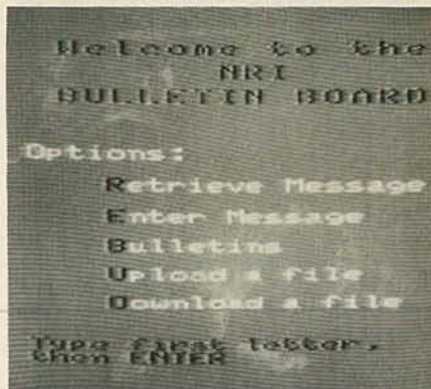 Welcome to the
NRI
BULLETIN BOARD
Options:
Retrieve Message
Enter Message
Bulletins
Upload a file
Download a file
Type first letter,
then ENTER